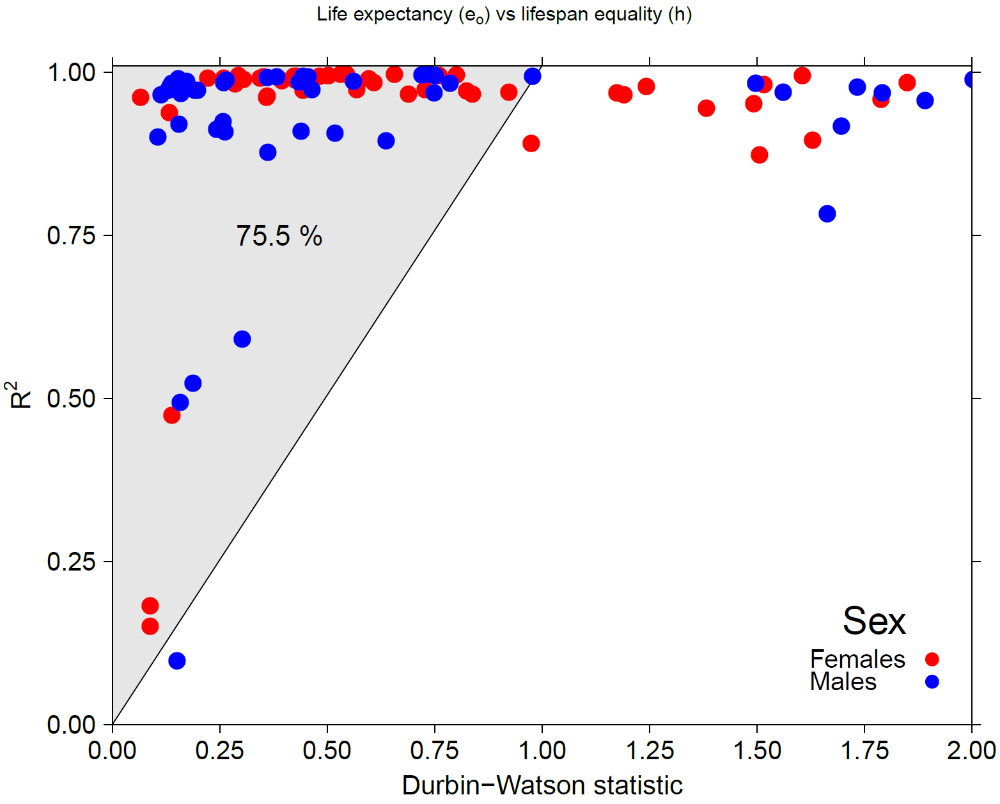 Life expectancy (eo) vs lifespan equality (h)
1.00
0.75
0.50
0.25
0.00
R2
75.5 %
Sex
Females
Males
0.00 0.25 0.50 0.75 1.00 1.25 1.50 1.75 2.00
Durbin−Watson statistic